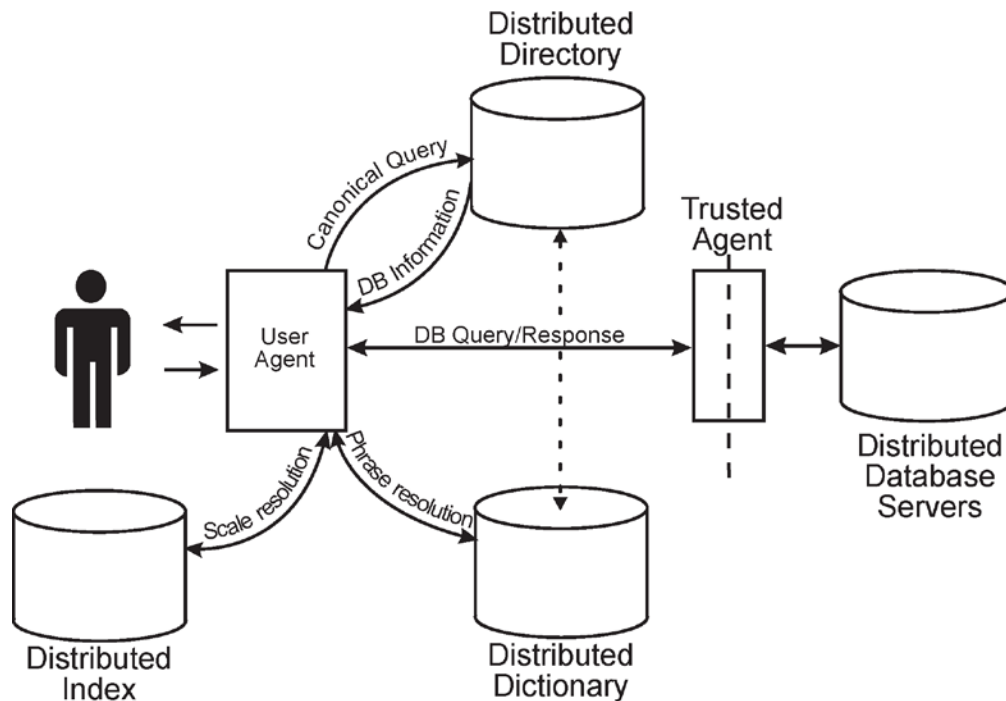 Distributed
Directory
Canonical Query
DB Information
Trusted
Agent
User
Agent
DB Query/Response
Scale resolution
Phrase resolution
Distributed
Database
Servers
Distributed
Index
Distributed
Dictionary